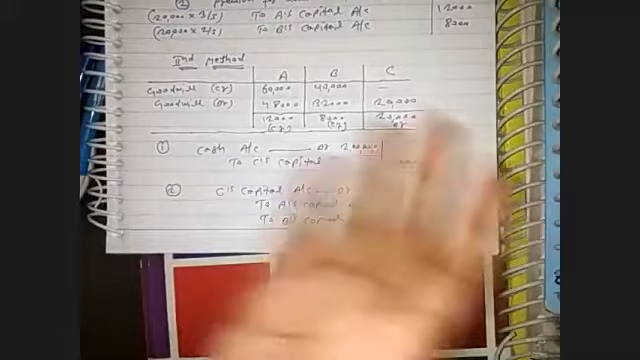 (20,000 x 3/5) To A's Capital A/c 12000
(20,000 x 2/5) To B's Capital A/c 8000
IInd Method
A B C
Goodwill (cr) 60,000 40,000 —
Goodwill (Dr) 48000 32000 20,000
12000 8000 20,000
(cr) (cr) Dr
① Cash A/c Dr 2,00,000
To C's Capital
② C's Capital A/c Dr
To A's Capital
To B's